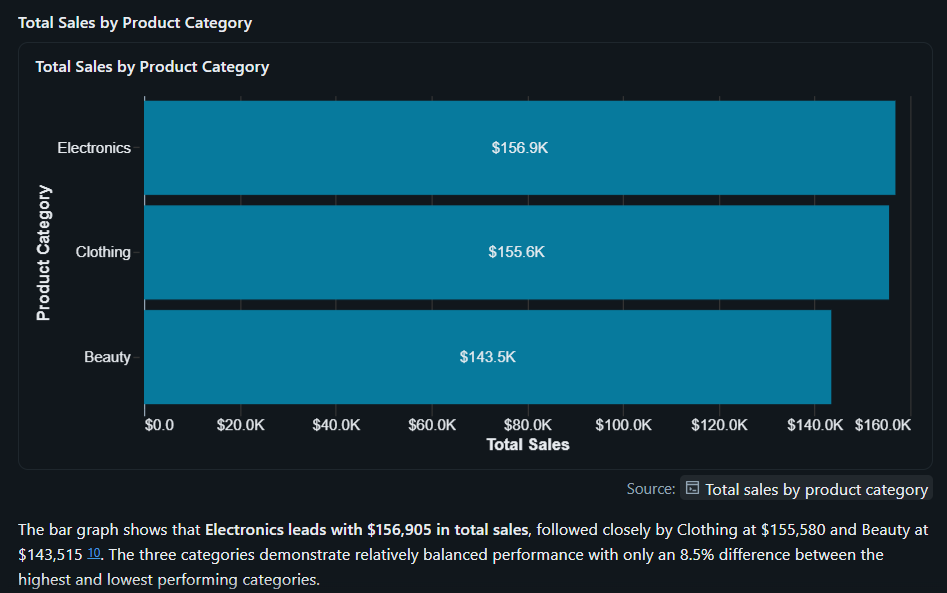 Total Sales by Product Category
Total Sales by Product Category
Electronics
$156.9K
Clothing
$155.6K
Beauty
$143.5K
Product Category
$0.0 $20.0K $40.0K $60.0K $80.0K $100.0K $120.0K $140.0K $160.0K
Total Sales
Source: Total sales by product category
The bar graph shows that Electronics leads with $156,905 in total sales, followed closely by Clothing at $155,580 and Beauty at
$143,515 10. The three categories demonstrate relatively balanced performance with only an 8.5% difference between the
highest and lowest performing categories.